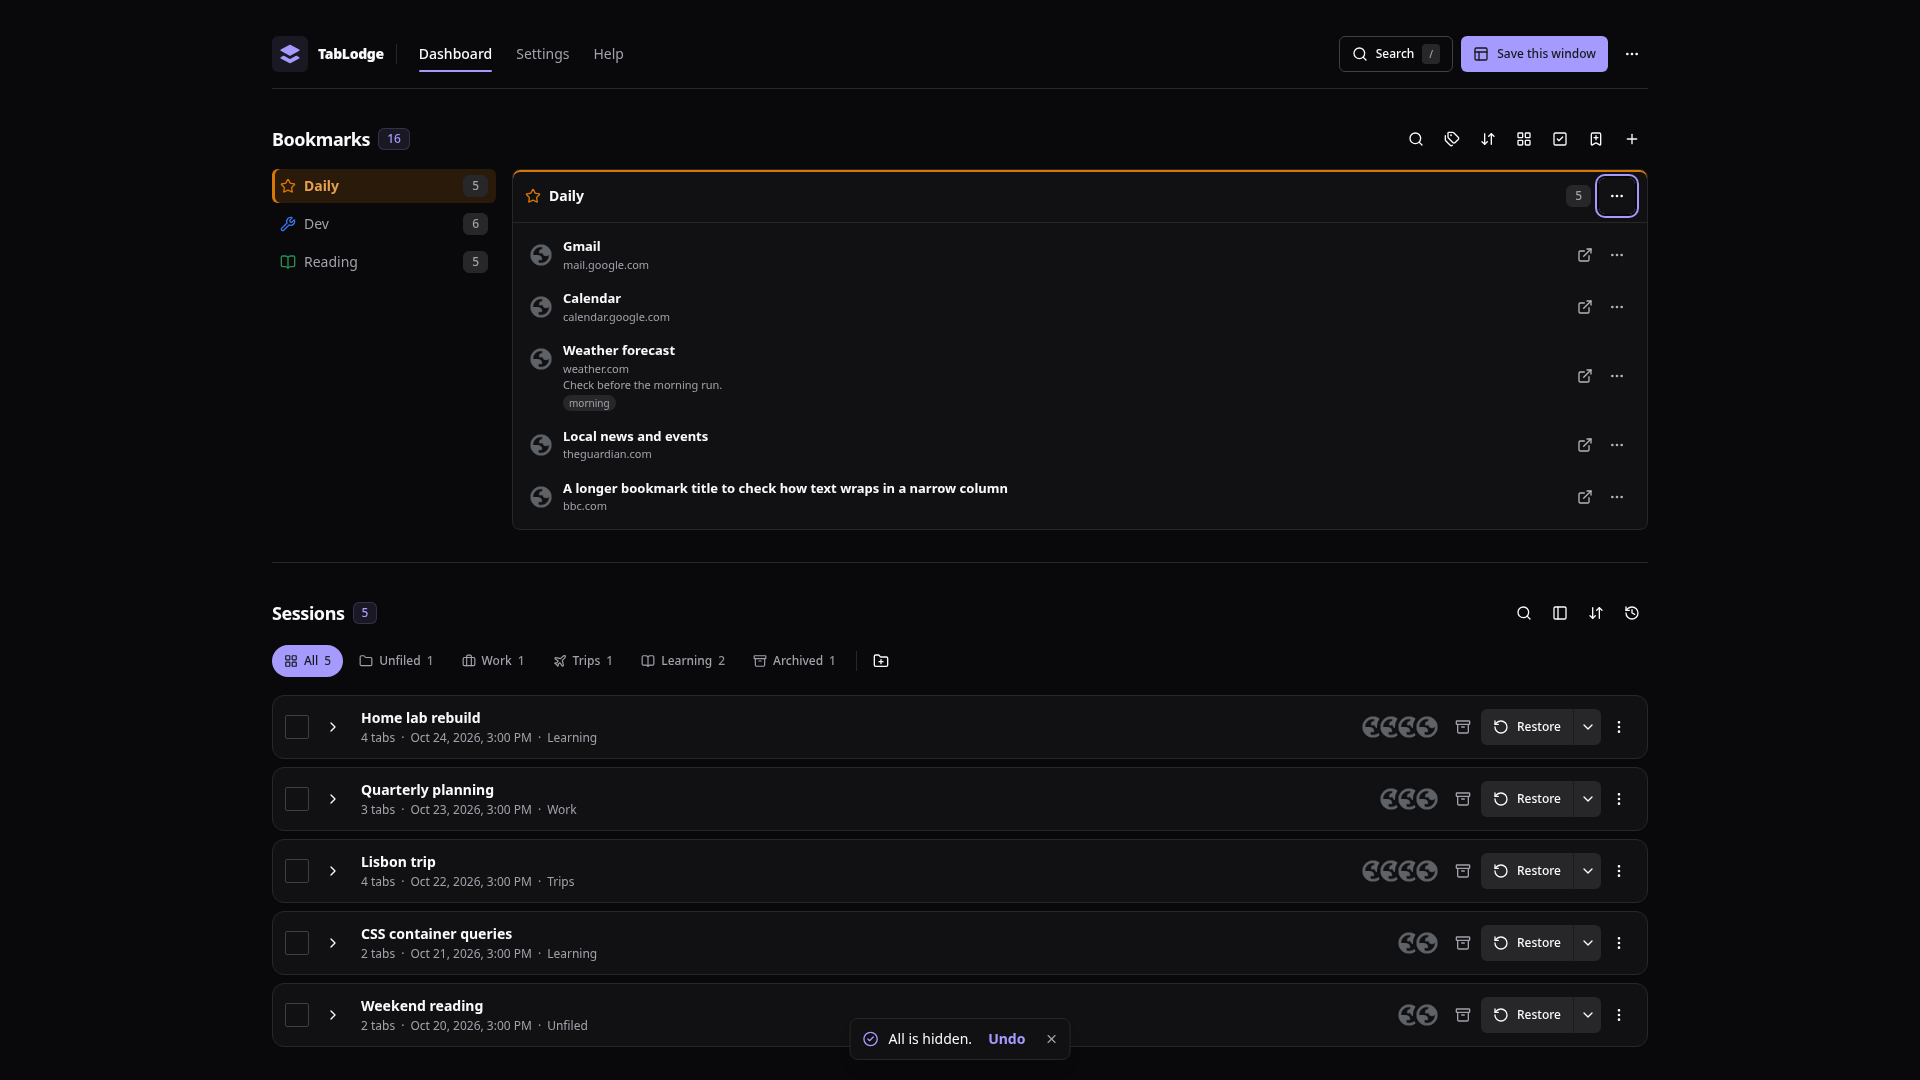 TabLodge
Dashboard
Settings
Help
Search /
Save this window
Bookmarks 16
Daily 5
Dev 6
Reading 5
Daily 5
Gmail
mail.google.com
Calendar
calendar.google.com
Weather forecast
weather.com
Check before the morning run.
morning
Local news and events
theguardian.com
A longer bookmark title to check how text wraps in a narrow column
bbc.com
Sessions 5
All 5
Unfiled 1
Work 1
Trips 1
Learning 2
Archived 1
Home lab rebuild
4 tabs · Oct 24, 2026, 3:00 PM · Learning
Restore
Quarterly planning
3 tabs · Oct 23, 2026, 3:00 PM · Work
Restore
Lisbon trip
4 tabs · Oct 22, 2026, 3:00 PM · Trips
Restore
CSS container queries
2 tabs · Oct 21, 2026, 3:00 PM · Learning
Restore
Weekend reading
2 tabs · Oct 20, 2026, 3:00 PM · Unfiled
Restore
All is hidden. Undo